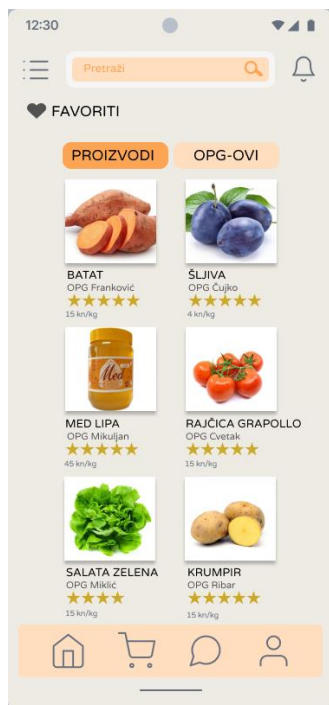 12:30
Pretraži
FAVORITI
PROIZVODI
OPG-OVI
BATAT
OPG Franković
15 kn/kg
ŠLJIVA
OPG Čujko
4 kn/kg
Med
MED LIPA
OPG Mikuljan
45 kn/kg
RAJČICA GRAPOLLO
OPG Cvetak
15 kn/kg
SALATA ZELENA
OPG Miklić
15 kn/kg
KRUMPIR
OPG Ribar
15 kn/kg